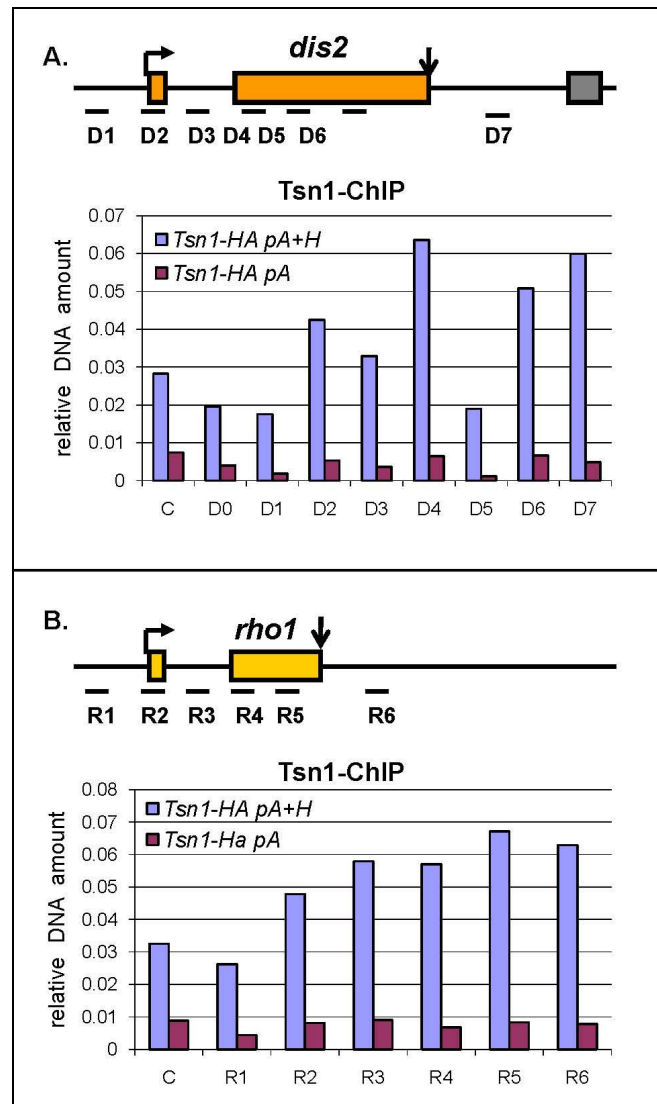 A.
dis2
D1 D2 D3 D4 D5 D6 D7
Tsn1-ChIP
0.07
0.06
0.05
0.04
0.03
0.02
0.01
0
relative DNA amount
Tsn1-HA pA+H
Tsn1-HA pA
C D0 D1 D2 D3 D4 D5 D6 D7
B.
rho1
R1 R2 R3 R4 R5 R6
Tsn1-ChIP
0.08
0.07
0.06
0.05
0.04
0.03
0.02
0.01
0
relative DNA amount
Tsn1-HA pA+H
Tsn1-Ha pA
C R1 R2 R3 R4 R5 R6